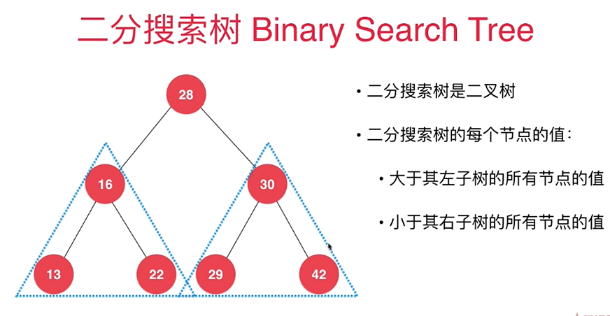 二分搜索树 Binary Search Tree
28
• 二分搜索树是二叉树
• 二分搜索树的每个节点的值：
16
30
• 大于其左子树的所有节点的值
• 小于其右子树的所有节点的值
13
22
29
42